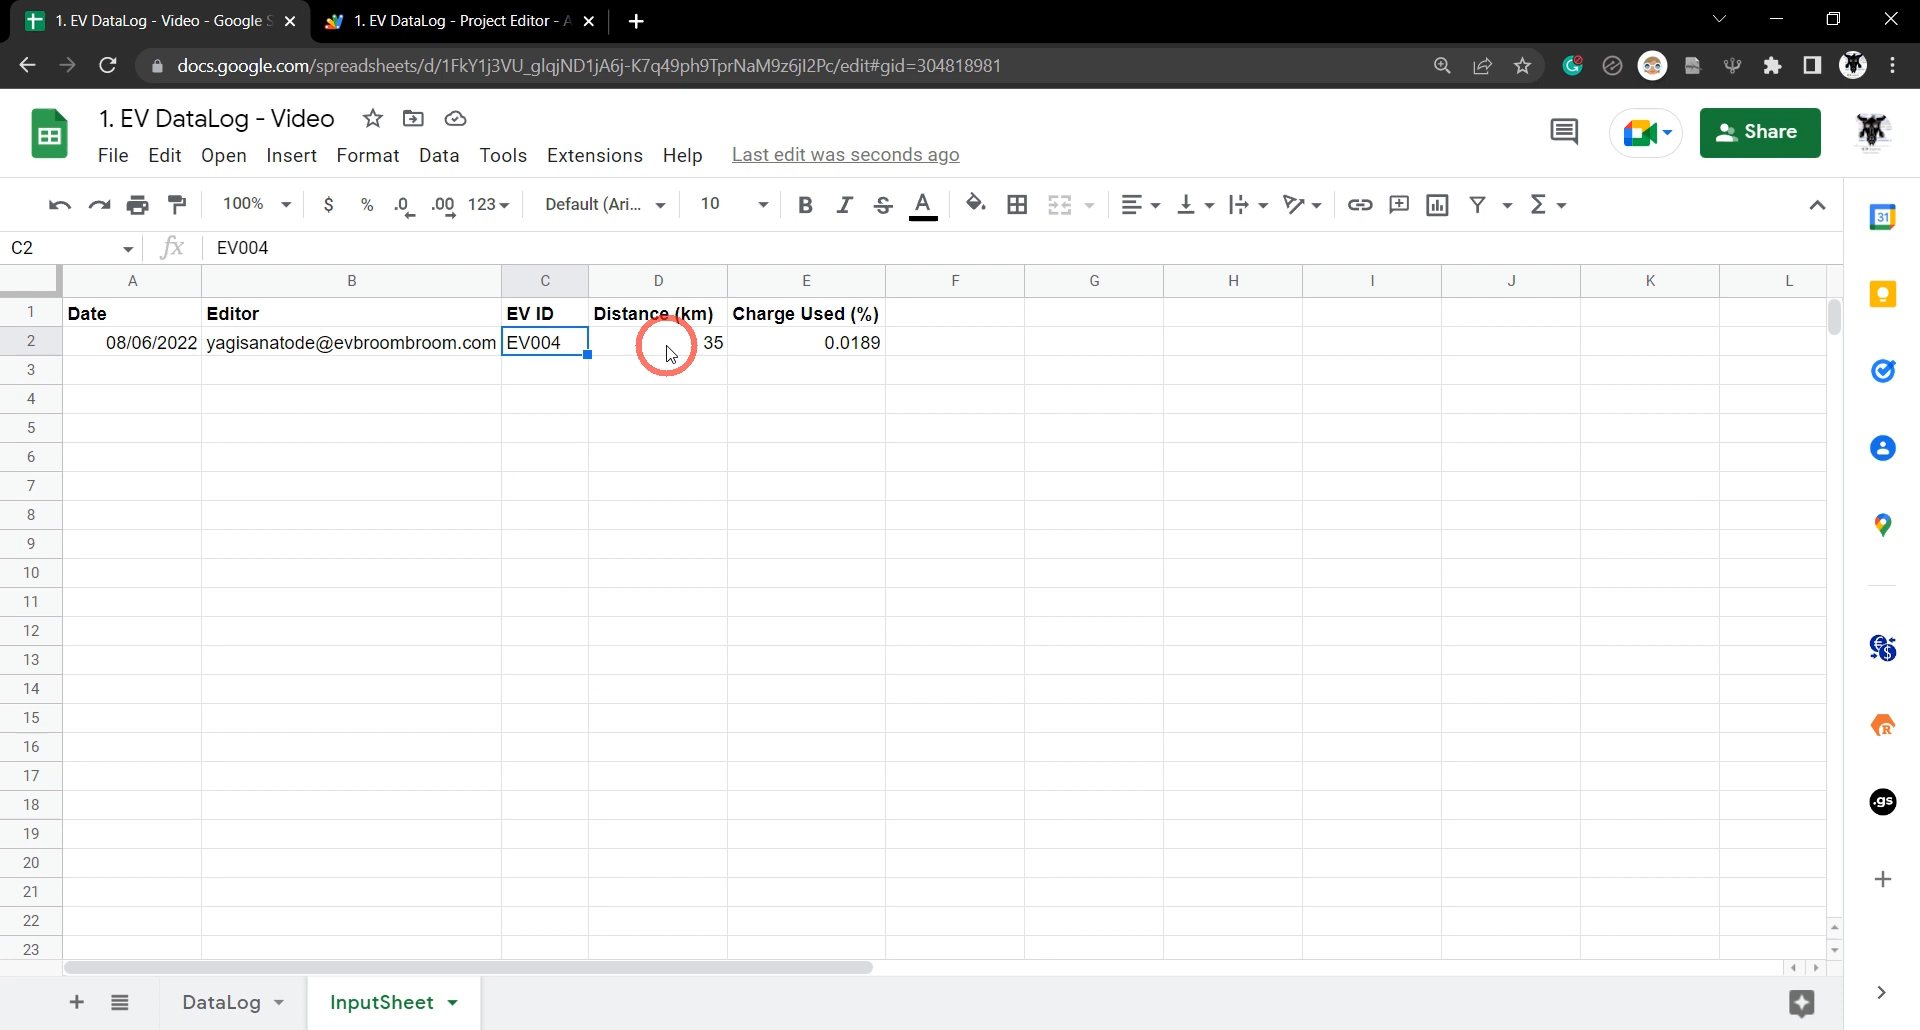 1. EV DataLog - Video - Google S
1. EV DataLog - Project Editor - A
docs.google.com/spreadsheets/d/1FkY1j3VU_glqjND1jA6j-K7q49ph9TprNaM9z6jI2Pc/edit#gid=304818981
1. EV DataLog - Video
Share
File Edit Open Insert Format Data Tools Extensions Help Last edit was seconds ago
100% $ % .0 .00 123 Default (Ari... 10 B I S A Σ
31
C2 fx EV004
A B C D E F G H I J K L
1 Date Editor EV ID Distance (km) Charge Used (%)
2 08/06/2022 yagisanatode@evbroombroom.com EV004 35 0.0189
3
4
5
6
7
8
9
10
11
12
13
14
15
16
17
18
19
20
21
22
23
.gs
DataLog InputSheet